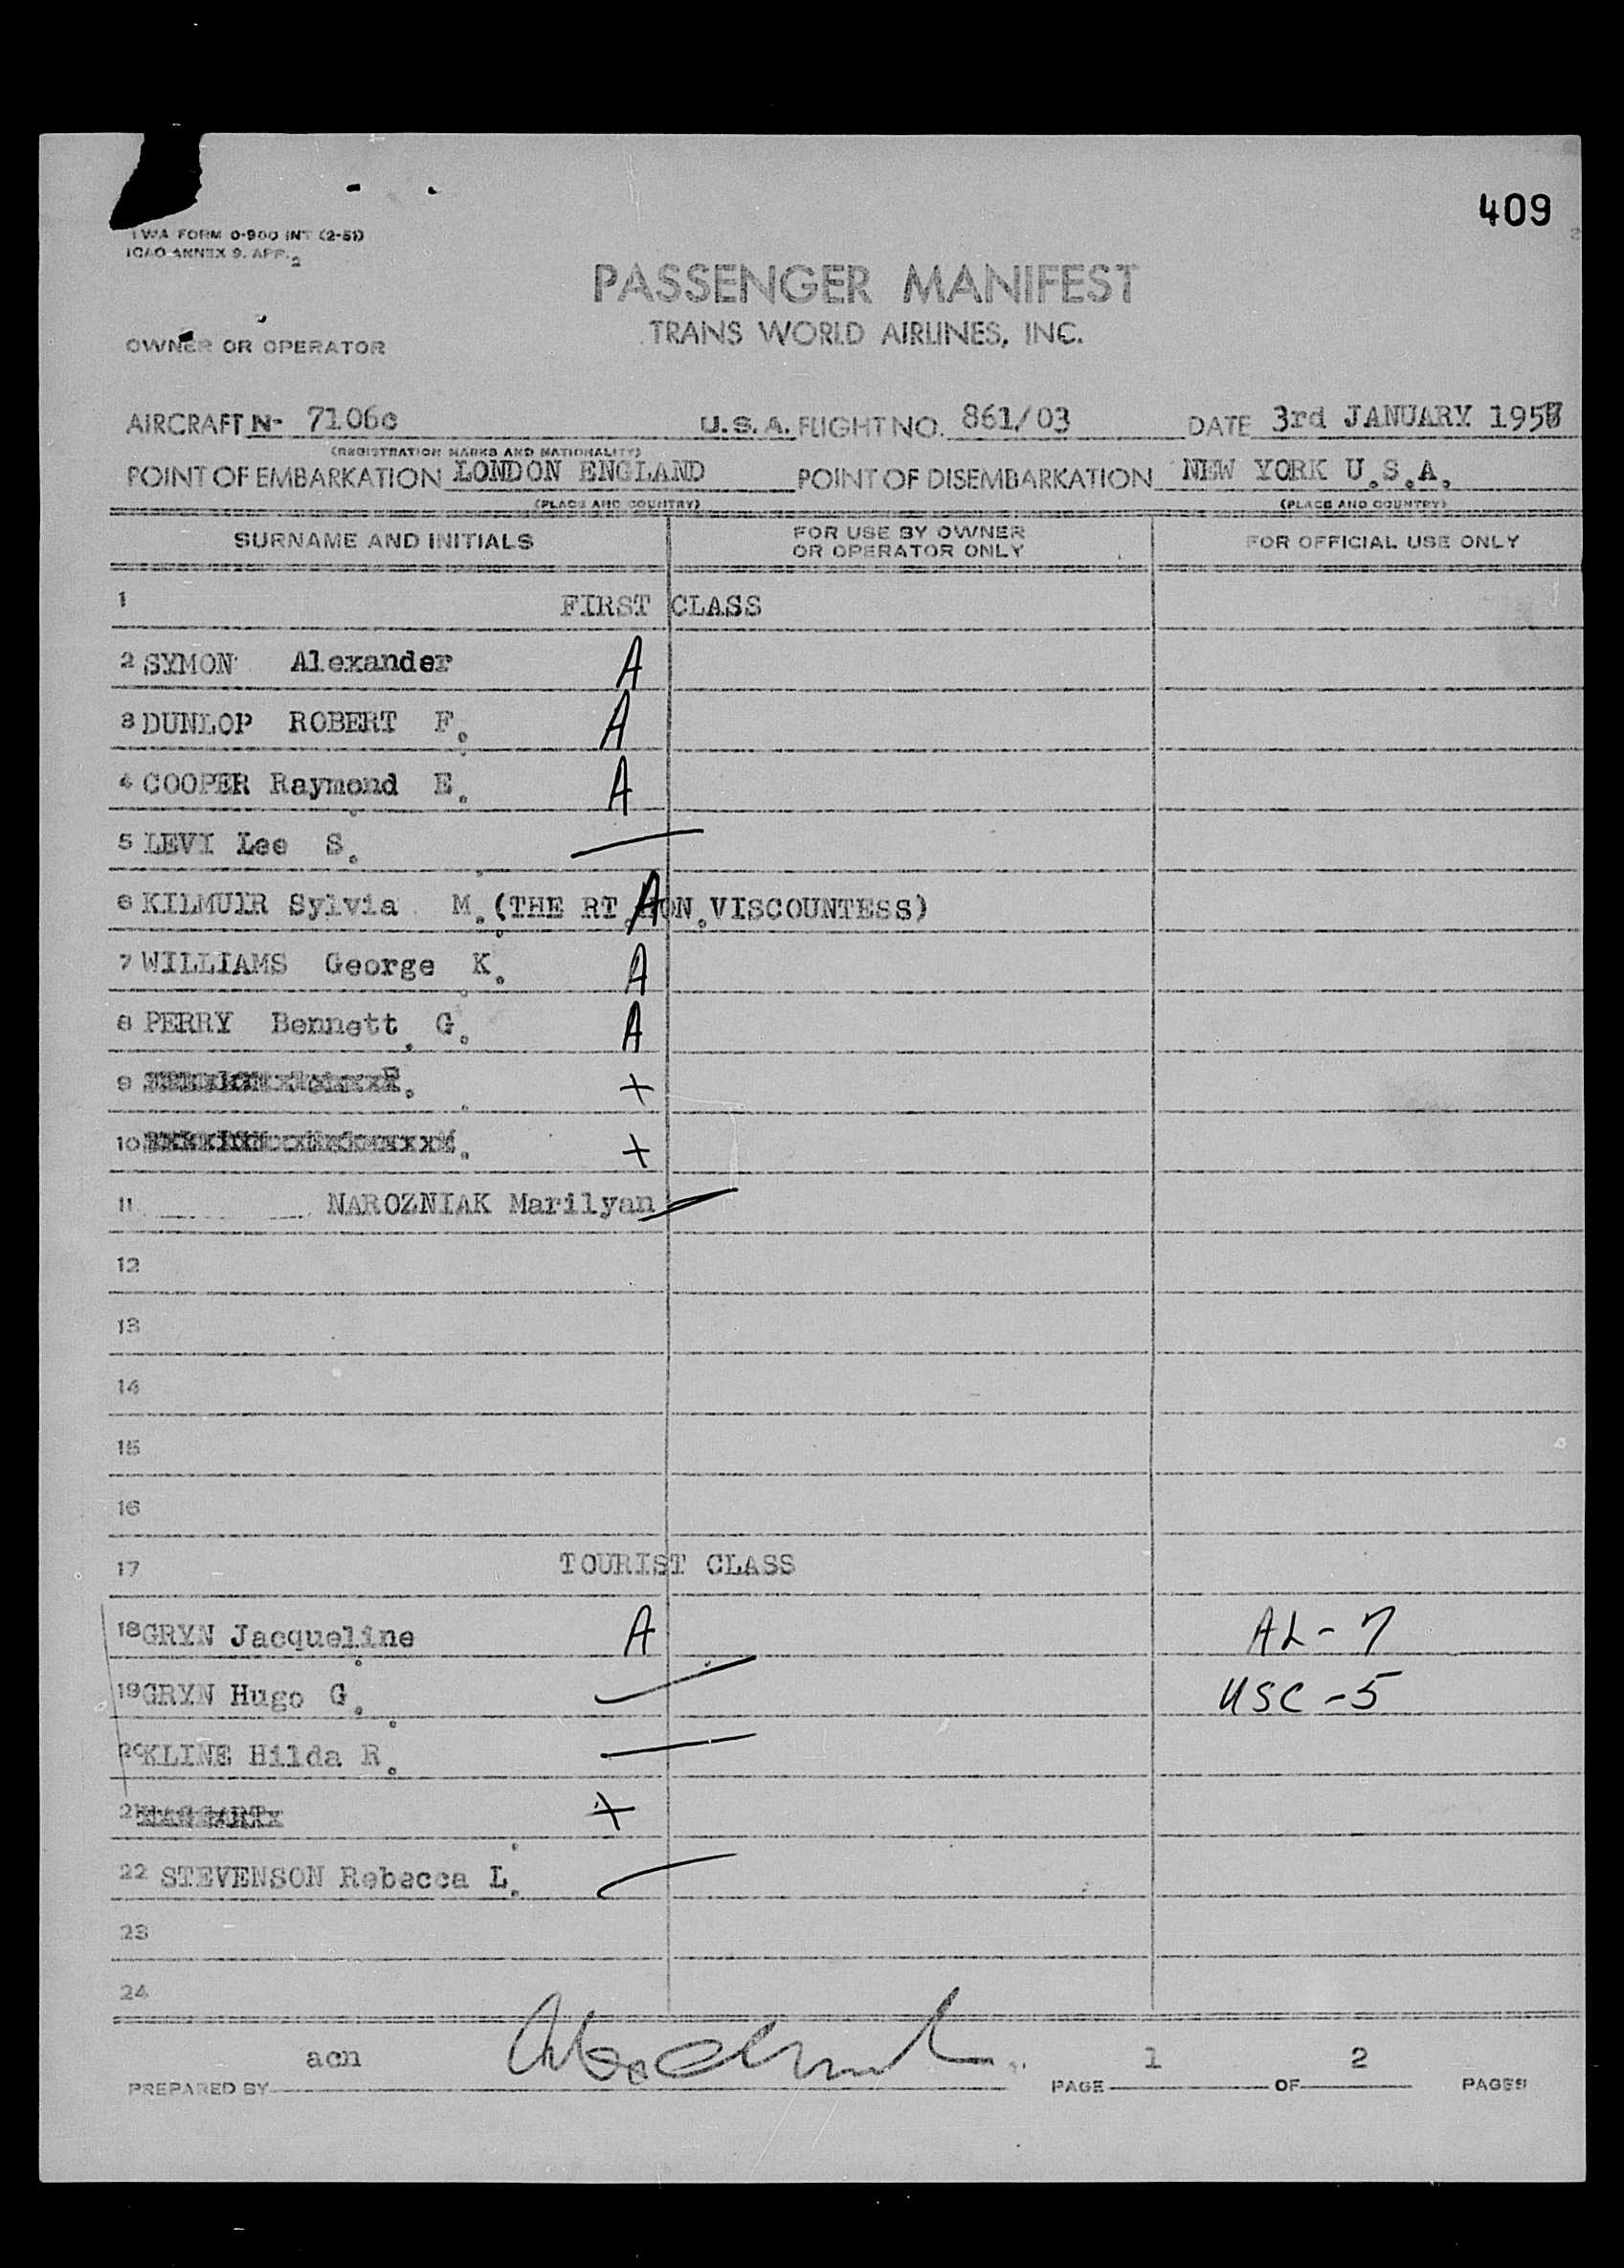 409
TWA FORM 0-900 INT (2-51)
ICAO ANNEX 9. APP. 2
PASSENGER MANIFEST
TRANS WORLD AIRLINES, INC.
OWNER OR OPERATOR
AIRCRAFT N- 7106c U.S.A. FLIGHT NO. 861/03 DATE 3rd JANUARY 195
(REGISTRATION MARKS AND NATIONALITY)
POINT OF EMBARKATION LONDON ENGLAND POINT OF DISEMBARKATION NEW YORK U.S.A.
(PLACE AND COUNTRY) (PLACE AND COUNTRY)
SURNAME AND INITIALS FOR USE BY OWNER OR OPERATOR ONLY FOR OFFICIAL USE ONLY
1 FIRST CLASS
2 SYMON Alexander A
3 DUNLOP ROBERT F. A
4 COOPER Raymond E. A
5 LEVI Lee S.
6 KILMUIR Sylvia M. (THE RT.HON.VISCOUNTESS) A
7 WILLIAMS George K. A
8 PERRY Bennett G. A
9 +
10 +
11 NAROZNIAK Marilyan
12
13
14
15
16
17 TOURIST CLASS
18 GRYN Jacqueline A AL-7
19 GRYN Hugo G. USC-5
20 KLINE Hilda R.
21 +
22 STEVENSON Rebecca L.
23
24
acn
PREPARED BY PAGE 1 OF 2 PAGES